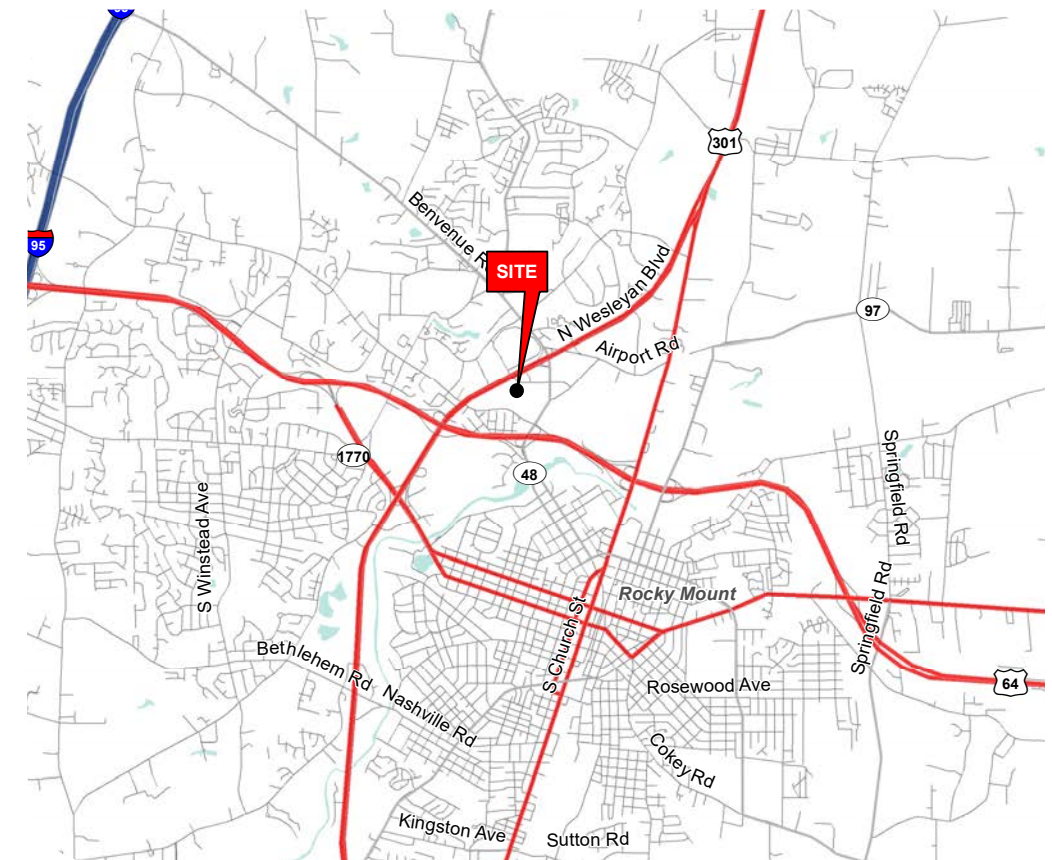 301
Benvenue R
95
SITE
N Wesleyan Blvd
97
Airport Rd
1770
48
Springfield Rd
S Winstead Ave
Rocky Mount
S Church St
Springfield Rd
Bethlehem Rd
Rosewood Ave
64
Nashville Rd
Cokey Rd
Kingston Ave
Sutton Rd